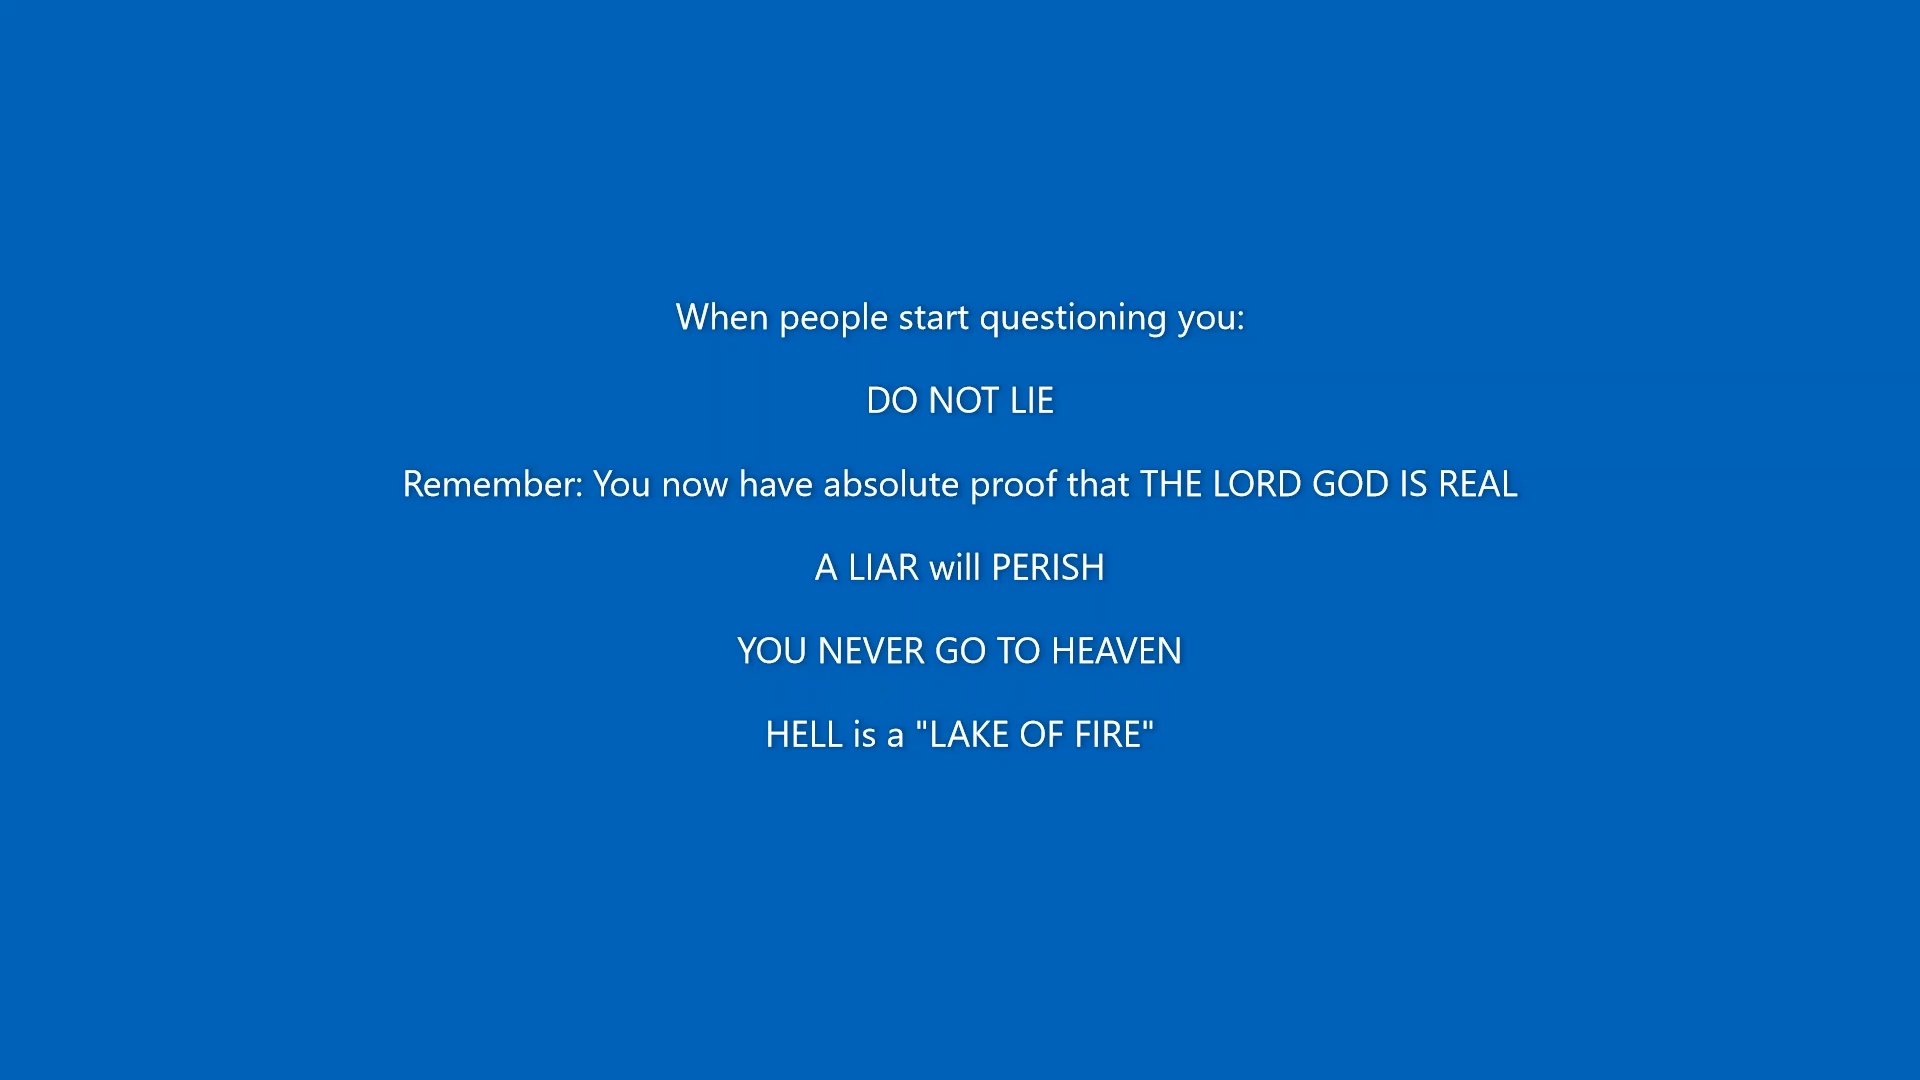 When people start questioning you:
DO NOT LIE
Remember: You now have absolute proof that THE LORD GOD IS REAL
A LIAR will PERISH
YOU NEVER GO TO HEAVEN
HELL is a "LAKE OF FIRE"